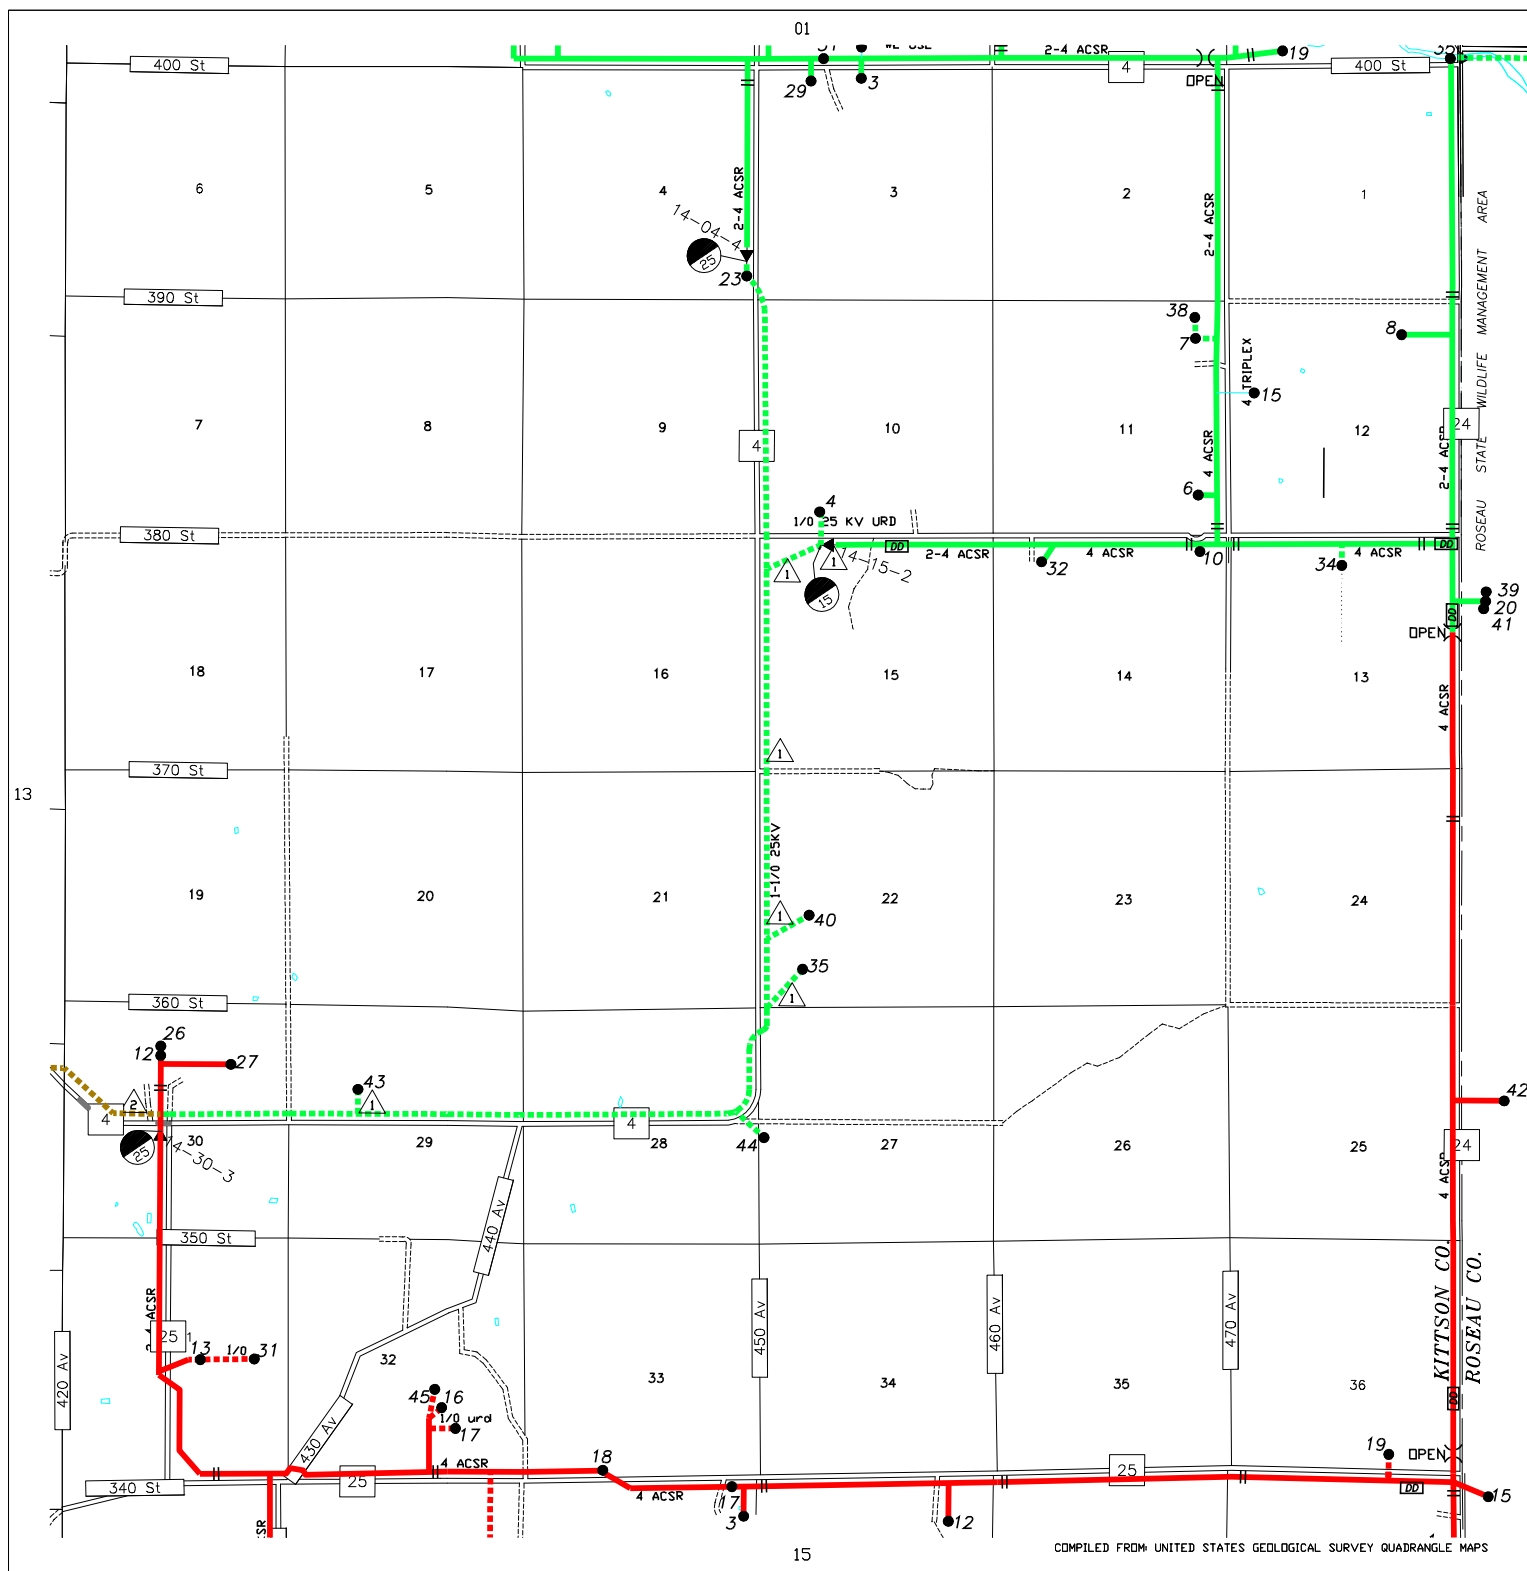 01
WE USE
2-4 ACSR
19
400 St
4
400 St
OPEN
29
3
6
5
4
3
2
1
2-4 ACSR
2-4 ACSR
14-04-4
25
23
ROSEAU STATE WILDLIFE MANAGEMENT AREA
390 St
38
7
8
4 TRIPLEX
15
7
8
9
10
11
12
4
24
4 ACSR
2-4 ACSR
6
4
1/0 25 KV URD
380 St
DD
2-4 ACSR
4 ACSR
4 ACSR
DD
14-15-2
1
1
15
32
10
34
39
20
41
DD
OPEN
18
17
16
15
14
13
4 ACSR
1
370 St
13
1-1/0 25KV
19
20
21
22
23
24
1
40
35
1
360 St
26
12
27
43
1
2
4
4
44
42
25
14-30-3
30
29
28
27
26
25
24
4 ACSR
350 St
440 Av
KITTSON CO.
ROSEAU CO.
420 Av
2-4 ACSR
25
1
13
1/0
31
32
33
34
35
36
450 Av
460 Av
470 Av
45
16
1/0 urd
17
430 Av
DD
18
4 ACSR
19
OPEN
340 St
25
25
4 ACSR
17
3
12
DD
15
COMPILED FROM: UNITED STATES GEOLOGICAL SURVEY QUADRANGLE MAPS
15